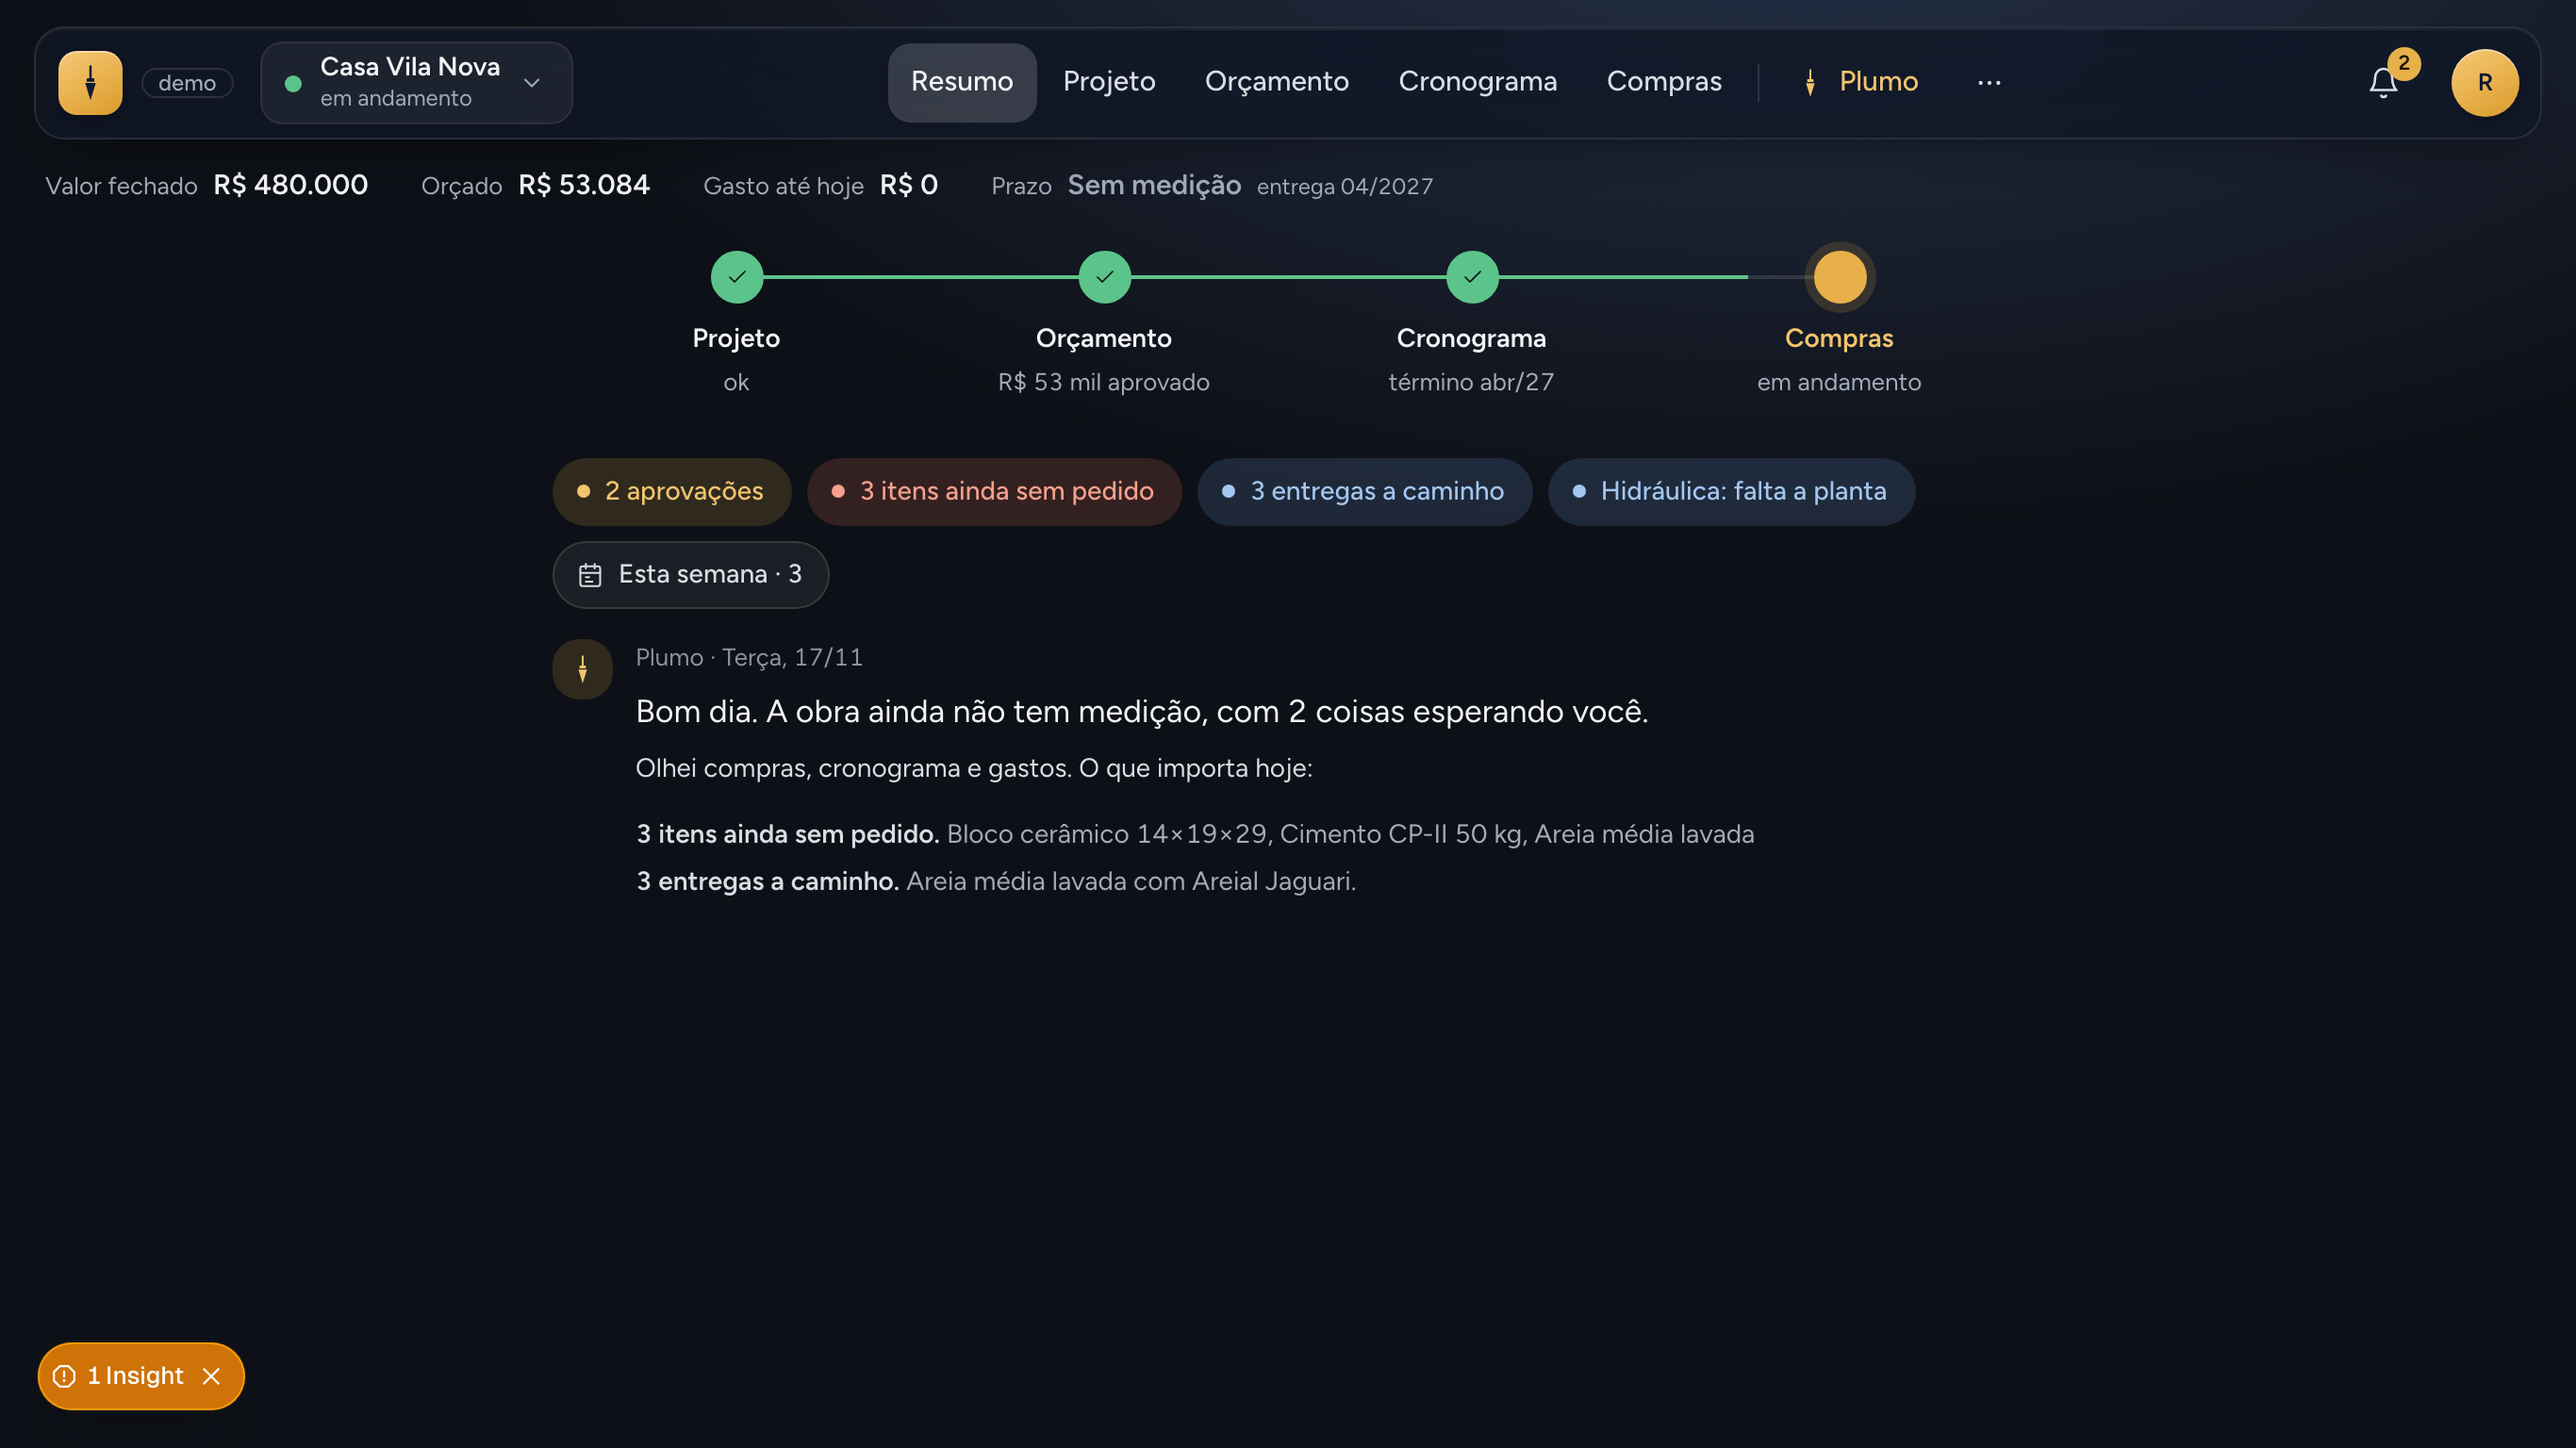 demo
Casa Vila Nova
em andamento
Resumo
Projeto
Orçamento
Cronograma
Compras
Plumo
2
R
Valor fechado R$ 480.000
Orçado R$ 53.084
Gasto até hoje R$ 0
Prazo Sem medição entrega 04/2027
Projeto
ok
Orçamento
R$ 53 mil aprovado
Cronograma
término abr/27
Compras
em andamento
2 aprovações
3 itens ainda sem pedido
3 entregas a caminho
Hidráulica: falta a planta
Esta semana · 3
Plumo · Terça, 17/11
Bom dia. A obra ainda não tem medição, com 2 coisas esperando você.
Olhei compras, cronograma e gastos. O que importa hoje:
3 itens ainda sem pedido. Bloco cerâmico 14×19×29, Cimento CP-II 50 kg, Areia média lavada
3 entregas a caminho. Areia média lavada com Areial Jaguari.
1 Insight